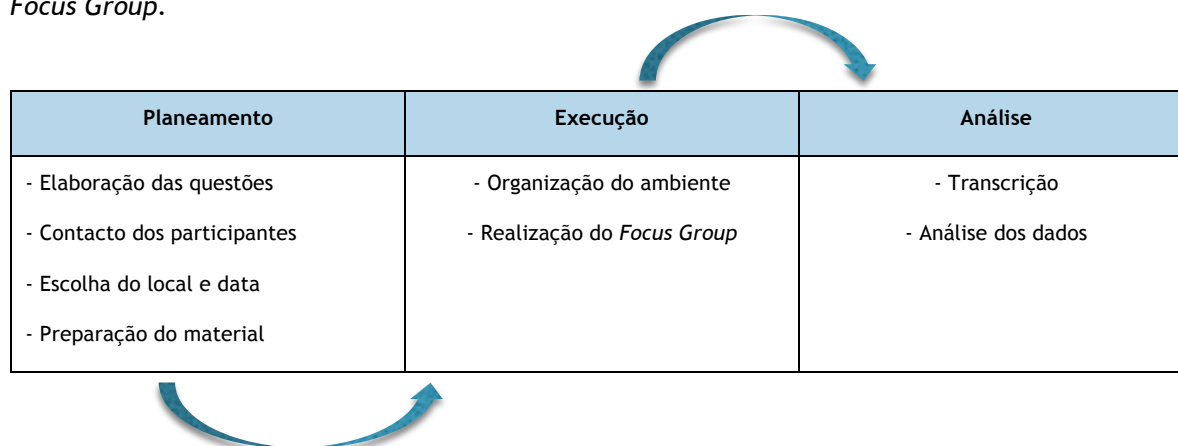 Focus Group.
Planeamento
Execução
Análise
- Elaboração das questões
- Contacto dos participantes
- Escolha do local e data
- Preparação do material
- Organização do ambiente
- Realização do Focus Group
- Transcrição
- Análise dos dados